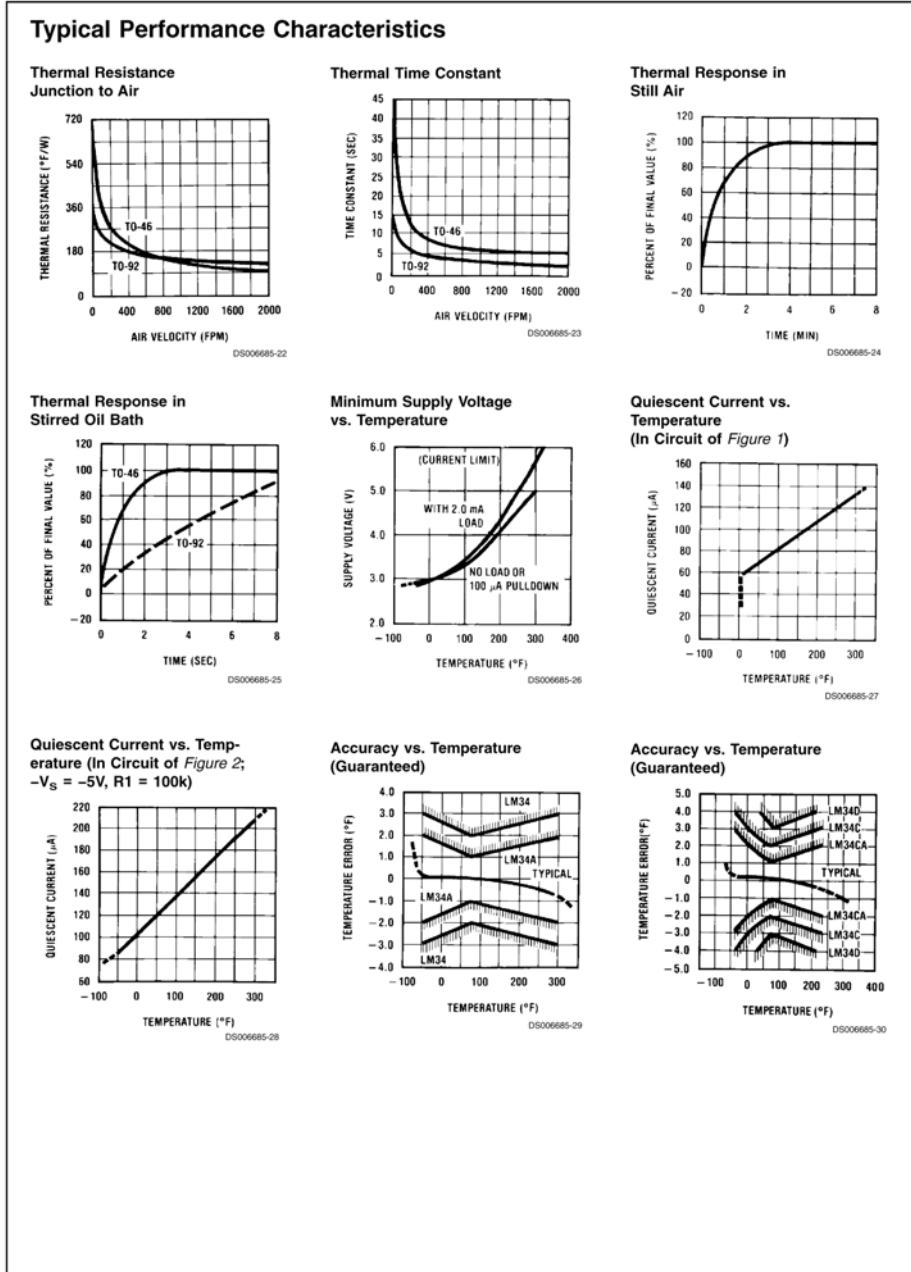 Typical Performance Characteristics
Thermal Resistance
Junction to Air
720
540
360
180
0
THERMAL RESISTANCE (°F/W)
TO-46
TO-92
0 400 800 1200 1600 2000
AIR VELOCITY (FPM)
DS006685-22
Thermal Time Constant
45
40
35
30
25
20
15
10
5
0
TIME CONSTANT (SEC)
TO-46
TO-92
0 400 800 1200 1600 2000
AIR VELOCITY (FPM)
DS006685-23
Thermal Response in
Still Air
120
100
80
60
40
20
0
-20
PERCENT OF FINAL VALUE (%)
0 2 4 6 8
TIME (MIN)
DS006685-24
Thermal Response in
Stirred Oil Bath
120
100
80
60
40
20
0
-20
PERCENT OF FINAL VALUE (%)
TO-46
TO-92
0 2 4 6 8
TIME (SEC)
DS006685-25
Minimum Supply Voltage
vs. Temperature
6.0
5.0
4.0
3.0
2.0
SUPPLY VOLTAGE (V)
(CURRENT LIMIT)
WITH 2.0 mA
LOAD
NO LOAD OR
100 μA PULLDOWN
-100 0 100 200 300 400
TEMPERATURE (°F)
DS006685-26
Quiescent Current vs.
Temperature
(In Circuit of Figure 1)
160
140
120
100
80
60
40
20
0
QUIESCENT CURRENT (μA)
-100 0 100 200 300
TEMPERATURE (°F)
DS006685-27
Quiescent Current vs. Temp-
erature (In Circuit of Figure 2;
–VS = –5V, R1 = 100k)
220
200
180
160
140
120
100
80
60
QUIESCENT CURRENT (μA)
-100 0 100 200 300
TEMPERATURE (°F)
DS006685-28
Accuracy vs. Temperature
(Guaranteed)
4.0
3.0
2.0
1.0
0
-1.0
-2.0
-3.0
-4.0
TEMPERATURE ERROR (°F)
LM34
LM34A
TYPICAL
LM34A
LM34
-100 0 100 200 300
TEMPERATURE (°F)
DS006685-29
Accuracy vs. Temperature
(Guaranteed)
5.0
4.0
3.0
2.0
1.0
0
-1.0
-2.0
-3.0
-4.0
-5.0
TEMPERATURE ERROR(°F)
LM34D
LM34C
LM34CA
TYPICAL
LM34CA
LM34C
LM34D
-100 0 100 200 300 400
TEMPERATURE (°F)
DS006685-30